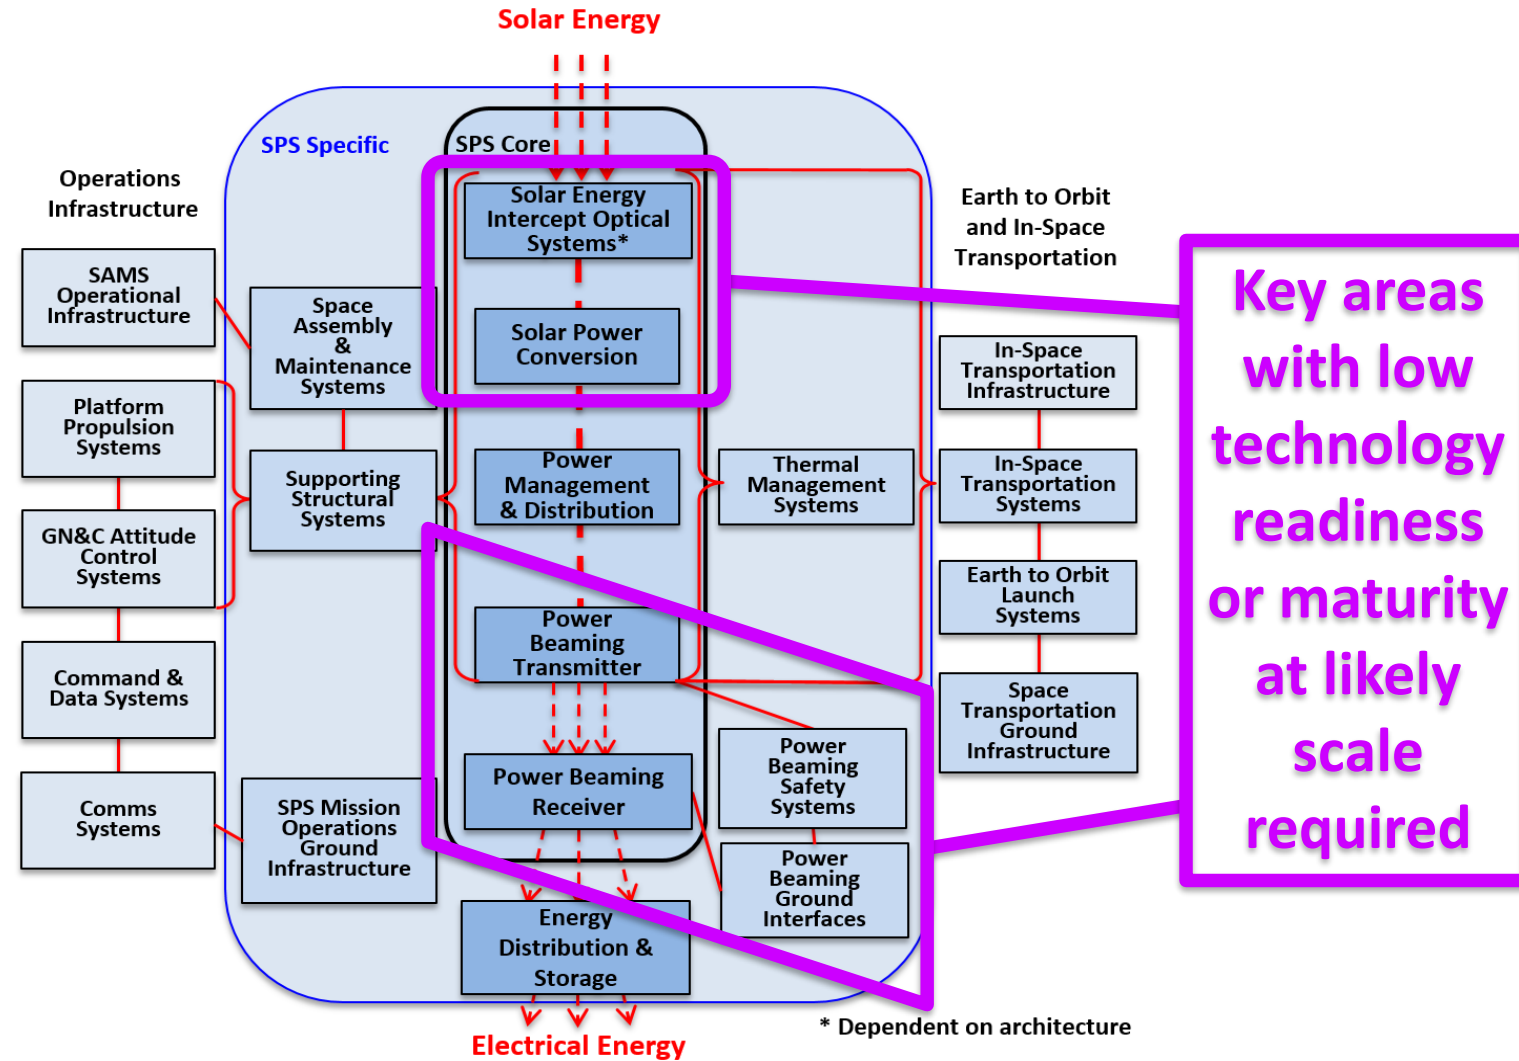 Solar Energy
SPS Specific
SPS Core
Operations
Infrastructure
SAMS
Operational
Infrastructure
Platform
Propulsion
Systems
GN&C Attitude
Control
Systems
Command &
Data Systems
Comms
Systems
Space
Assembly
&
Maintenance
Systems
Supporting
Structural
Systems
SPS Mission
Operations
Ground
Infrastructure
Solar Energy
Intercept Optical
Systems*
Solar Power
Conversion
Power
Management
& Distribution
Power
Beaming
Transmitter
Power Beaming
Receiver
Energy
Distribution &
Storage
Electrical Energy
Thermal
Management
Systems
Power
Beaming
Safety
Systems
Power
Beaming
Ground
Interfaces
Earth to Orbit
and In-Space
Transportation
In-Space
Transportation
Infrastructure
In-Space
Transportation
Systems
Earth to Orbit
Launch
Systems
Space
Transportation
Ground
Infrastructure
* Dependent on architecture
Key areas
with low
technology
readiness
or maturity
at likely
scale
required